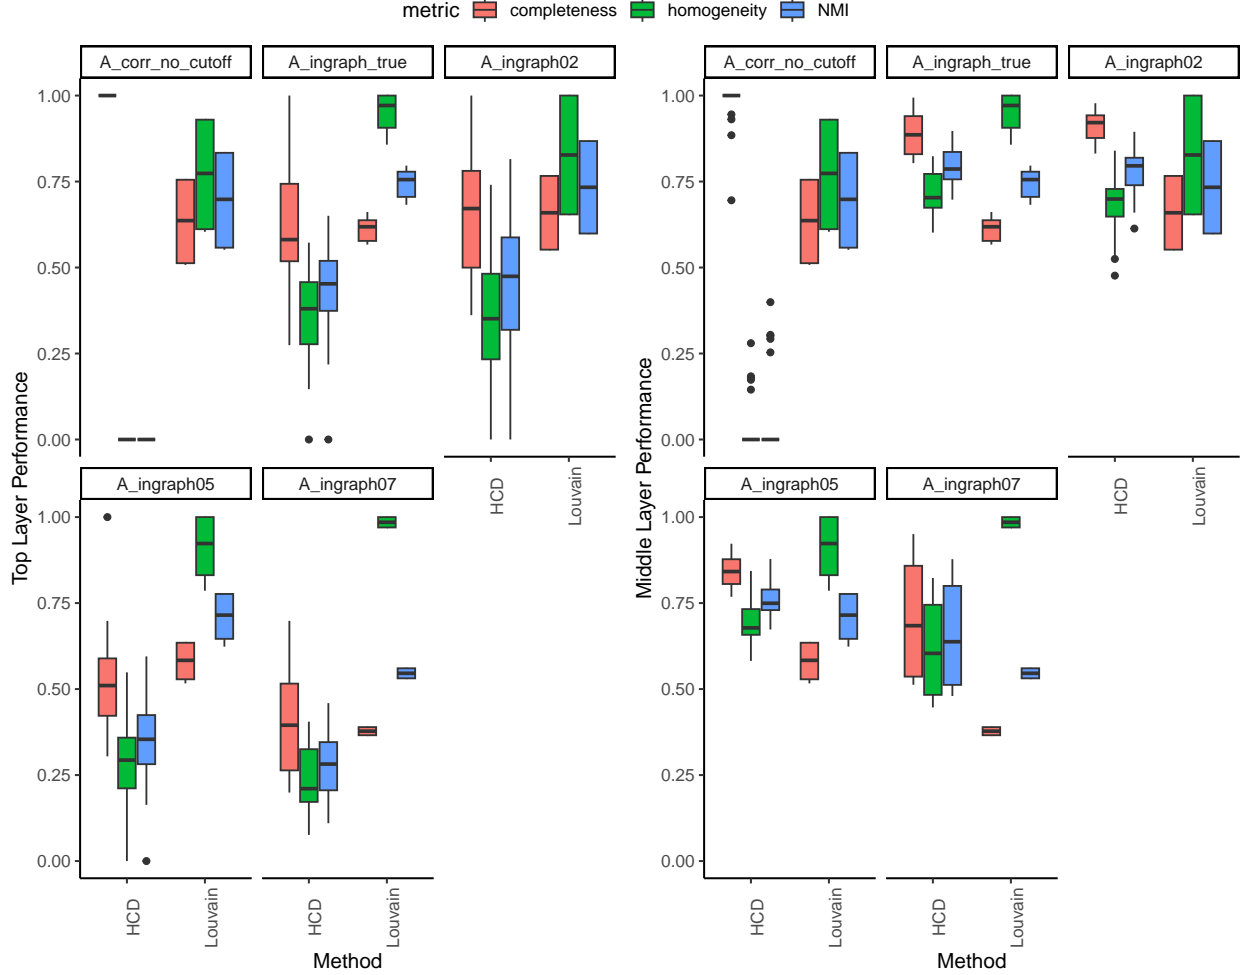 metric completeness homogeneity NMI
Top Layer Performance
A_corr_no_cutoff A_ingraph_true A_ingraph02
1.00
0.75
0.50
0.25
0.00
HCD Louvain
A_ingraph05 A_ingraph07
1.00
0.75
0.50
0.25
0.00
HCD Louvain HCD Louvain
Method
Middle Layer Performance
A_corr_no_cutoff A_ingraph_true A_ingraph02
1.00
0.75
0.50
0.25
0.00
HCD Louvain
A_ingraph05 A_ingraph07
1.00
0.75
0.50
0.25
0.00
HCD Louvain HCD Louvain
Method